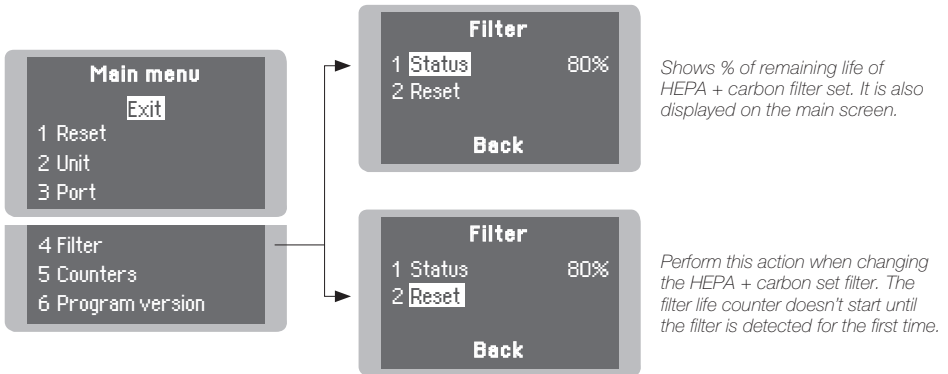 Main menu
Exit
1 Reset
2 Unit
3 Port
4 Filter
5 Counters
6 Program version
Filter
1 Status 80%
2 Reset
Back
Shows % of remaining life of
HEPA + carbon filter set. It is also
displayed on the main screen.
Filter
1 Status 80%
2 Reset
Back
Perform this action when changing
the HEPA + carbon set filter. The
filter life counter doesn't start until
the filter is detected for the first time.